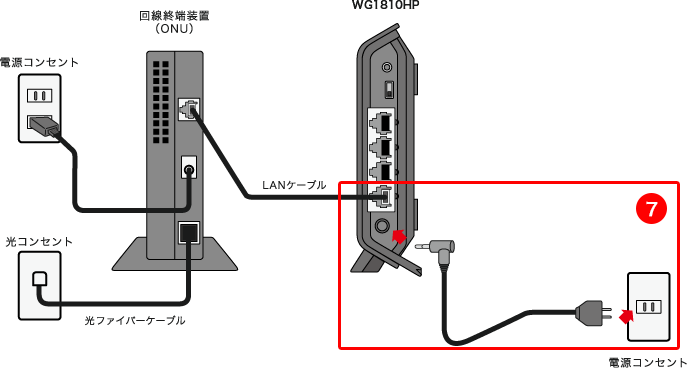 WG1810HP
回線終端装置
（ONU）
電源コンセント
LANケーブル
7
光コンセント
光ファイバーケーブル
電源コンセント